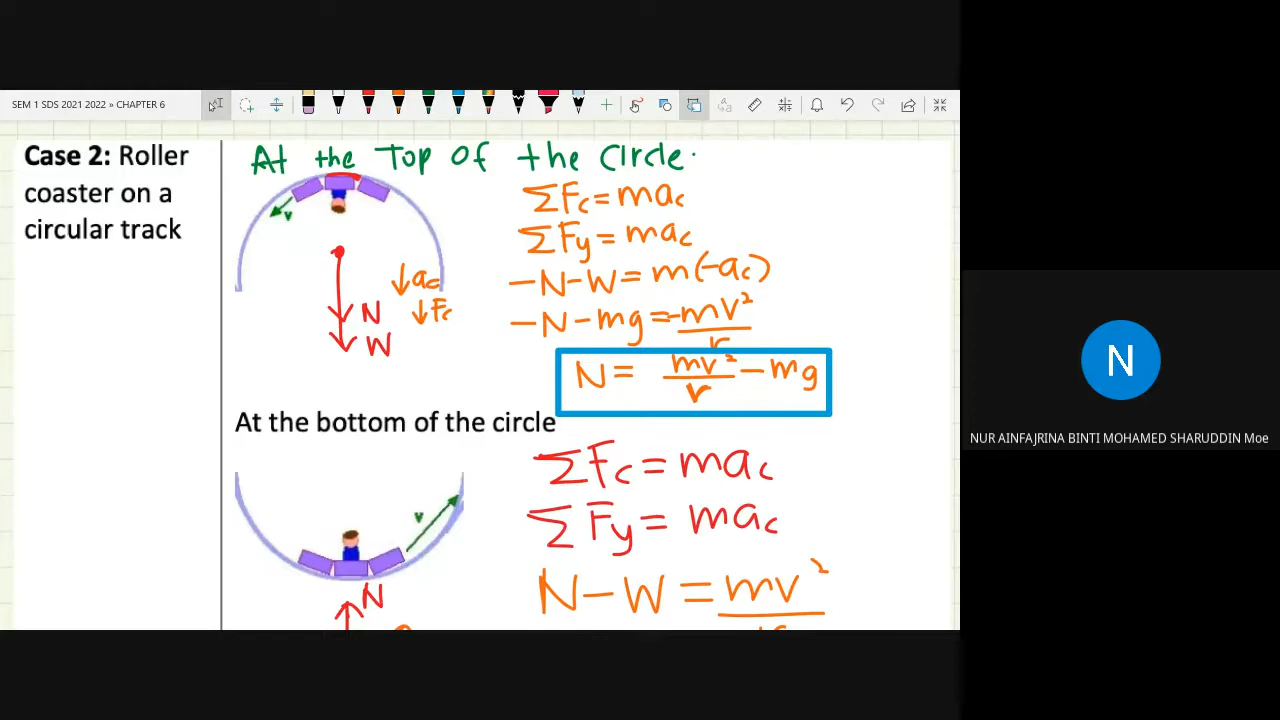 SEM 1 SDS 2021 2022 » CHAPTER 6
Case 2: Roller
coaster on a
circular track
At the Top Of the Circle.
v
↓ac
↓Fc
N
W
ΣFc = mac
ΣFy = mac
-N-W = m(-ac)
-N-mg = -mv²/r
N = mv²/r - mg
At the bottom of the circle
v
N
ΣFc = mac
ΣFy = mac
N-W = mv²
N
NUR AINFAJRINA BINTI MOHAMED SHARUDDIN Moe